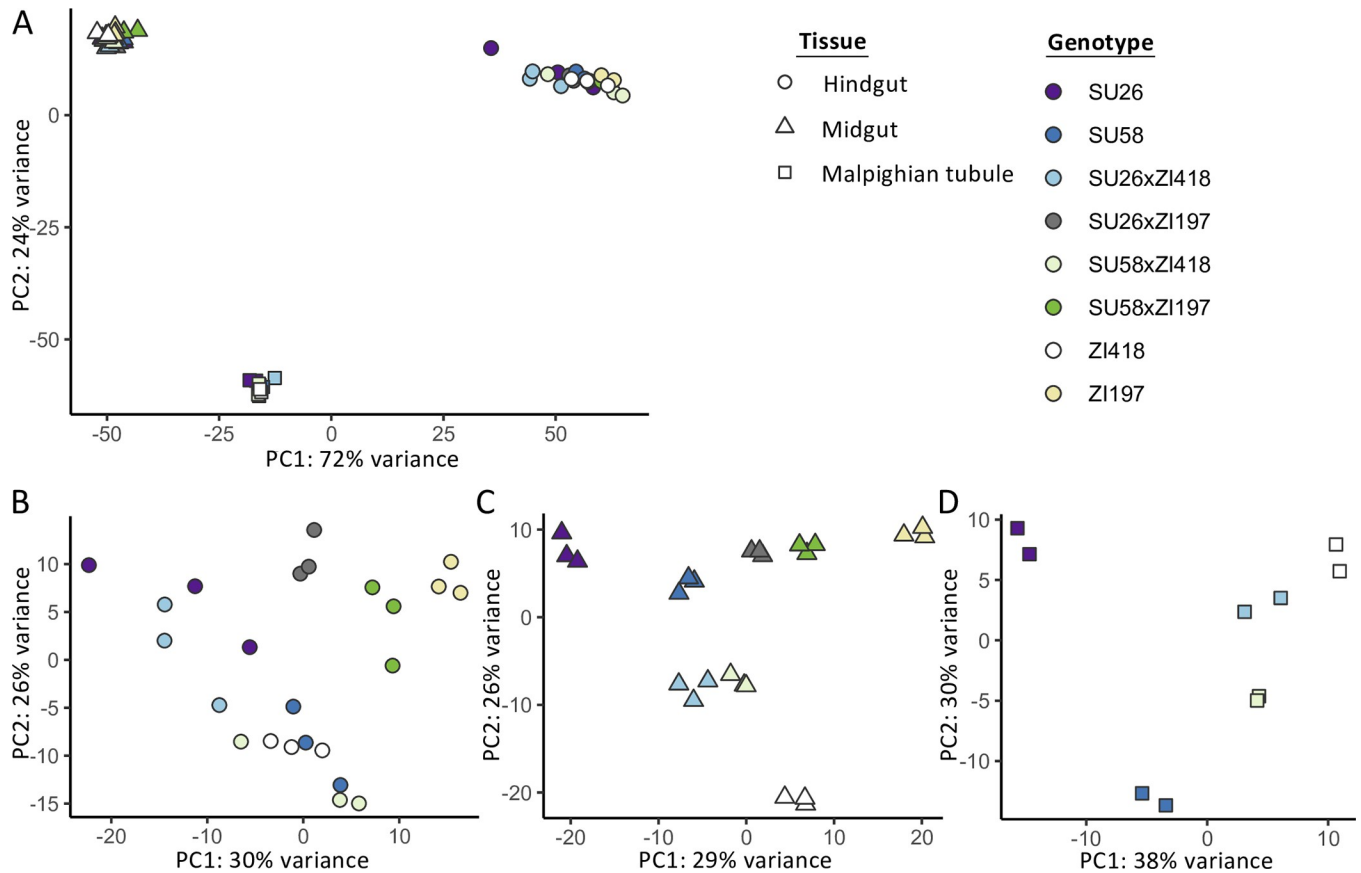 A
0
-25
-50
PC2: 24% variance
-50 -25 0 25 50
PC1: 72% variance
Tissue
Hindgut
Midgut
Malpighian tubule
Genotype
SU26
SU58
SU26xZI418
SU26xZI197
SU58xZI418
SU58xZI197
ZI418
ZI197
B
10
5
0
-5
-10
-15
PC2: 26% variance
-20 -10 0 10
PC1: 30% variance
C
10
0
-10
-20
PC2: 26% variance
-20 -10 0 10 20
PC1: 29% variance
D
10
5
0
-5
-10
PC2: 30% variance
-10 0 10
PC1: 38% variance